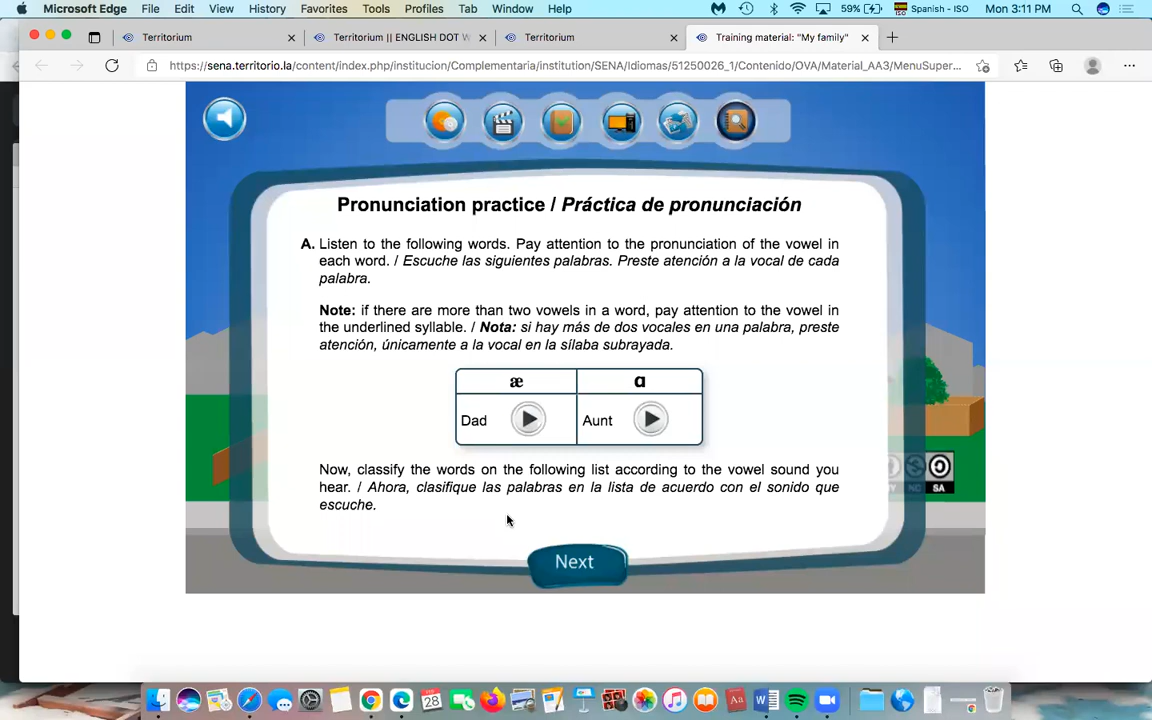 Microsoft Edge File Edit View History Favorites Tools Profiles Tab Window Help 59% Spanish - ISO Mon 3:11 PM
Territorium Territorium || ENGLISH DOT W Territorium Training material: "My family"
https://sena.territorio.la/content/index.php/institucion/Complementaria/institution/SENA/Idiomas/51250026_1/Contenido/OVA/Material_AA3/MenuSuper...
Pronunciation practice / Práctica de pronunciación
A. Listen to the following words. Pay attention to the pronunciation of the vowel in
each word. / Escuche las siguientes palabras. Preste atención a la vocal de cada
palabra.
Note: if there are more than two vowels in a word, pay attention to the vowel in
the underlined syllable. / Nota: si hay más de dos vocales en una palabra, preste
atención, únicamente a la vocal en la sílaba subrayada.
æ ɑ
Dad Aunt
Now, classify the words on the following list according to the vowel sound you
hear. / Ahora, clasifique las palabras en la lista de acuerdo con el sonido que
escuche.
NC SA
Next
28